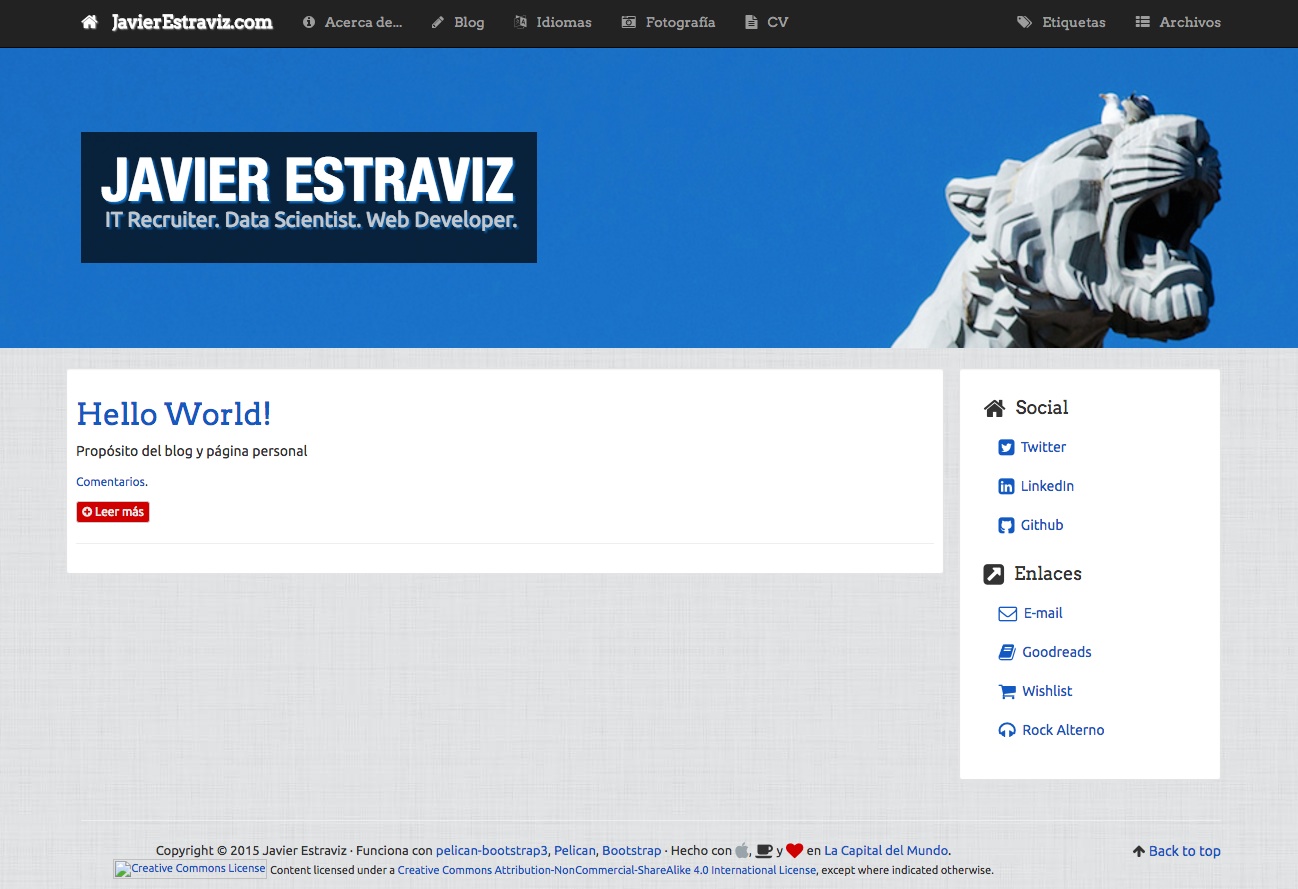 JavierEstraviz.com Acerca de... Blog Idiomas Fotografía CV Etiquetas Archivos
JAVIER ESTRAVIZ
IT Recruiter. Data Scientist. Web Developer.
Hello World!
Propósito del blog y página personal
Comentarios.
Leer más
Social
Twitter
LinkedIn
Github
Enlaces
E-mail
Goodreads
Wishlist
Rock Alterno
Copyright © 2015 Javier Estraviz · Funciona con pelican-bootstrap3, Pelican, Bootstrap · Hecho con , y en La Capital del Mundo.
Back to top
Creative Commons License Content licensed under a Creative Commons Attribution-NonCommercial-ShareAlike 4.0 International License, except where indicated otherwise.